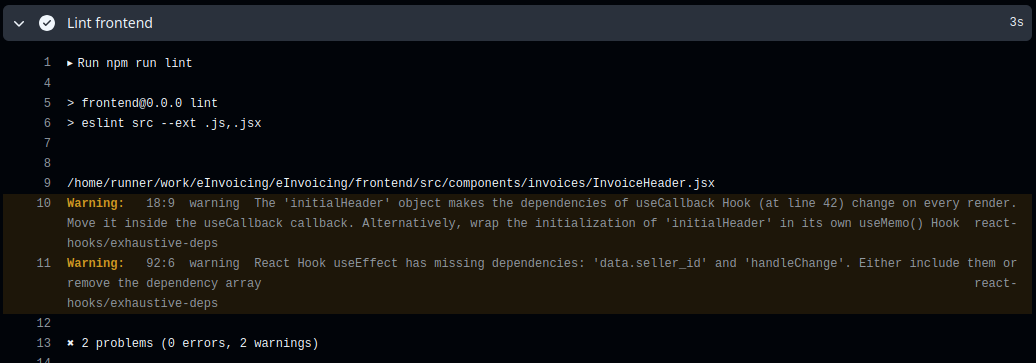 Lint frontend 3s
1 Run npm run lint
4
5 > frontend@0.0.0 lint
6 > eslint src --ext .js,.jsx
7
8
9 /home/runner/work/eInvoicing/eInvoicing/frontend/src/components/invoices/InvoiceHeader.jsx
10 Warning: 18:9 warning The 'initialHeader' object makes the dependencies of useCallback Hook (at line 42) change on every render.
Move it inside the useCallback callback. Alternatively, wrap the initialization of 'initialHeader' in its own useMemo() Hook react-
hooks/exhaustive-deps
11 Warning: 92:6 warning React Hook useEffect has missing dependencies: 'data.seller_id' and 'handleChange'. Either include them or
remove the dependency array react-
hooks/exhaustive-deps
12
13 ✖ 2 problems (0 errors, 2 warnings)
14